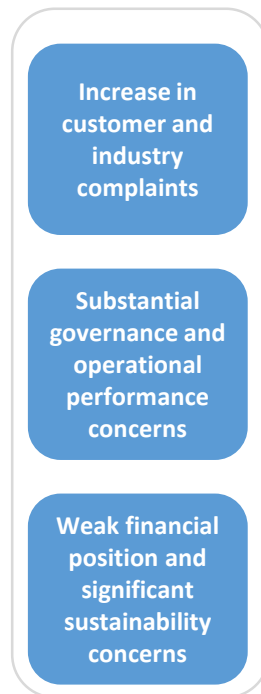 Increase in
customer and
industry
complaints
Substantial
governance and
operational
performance
concerns
Weak financial
position and
significant
sustainability
concerns